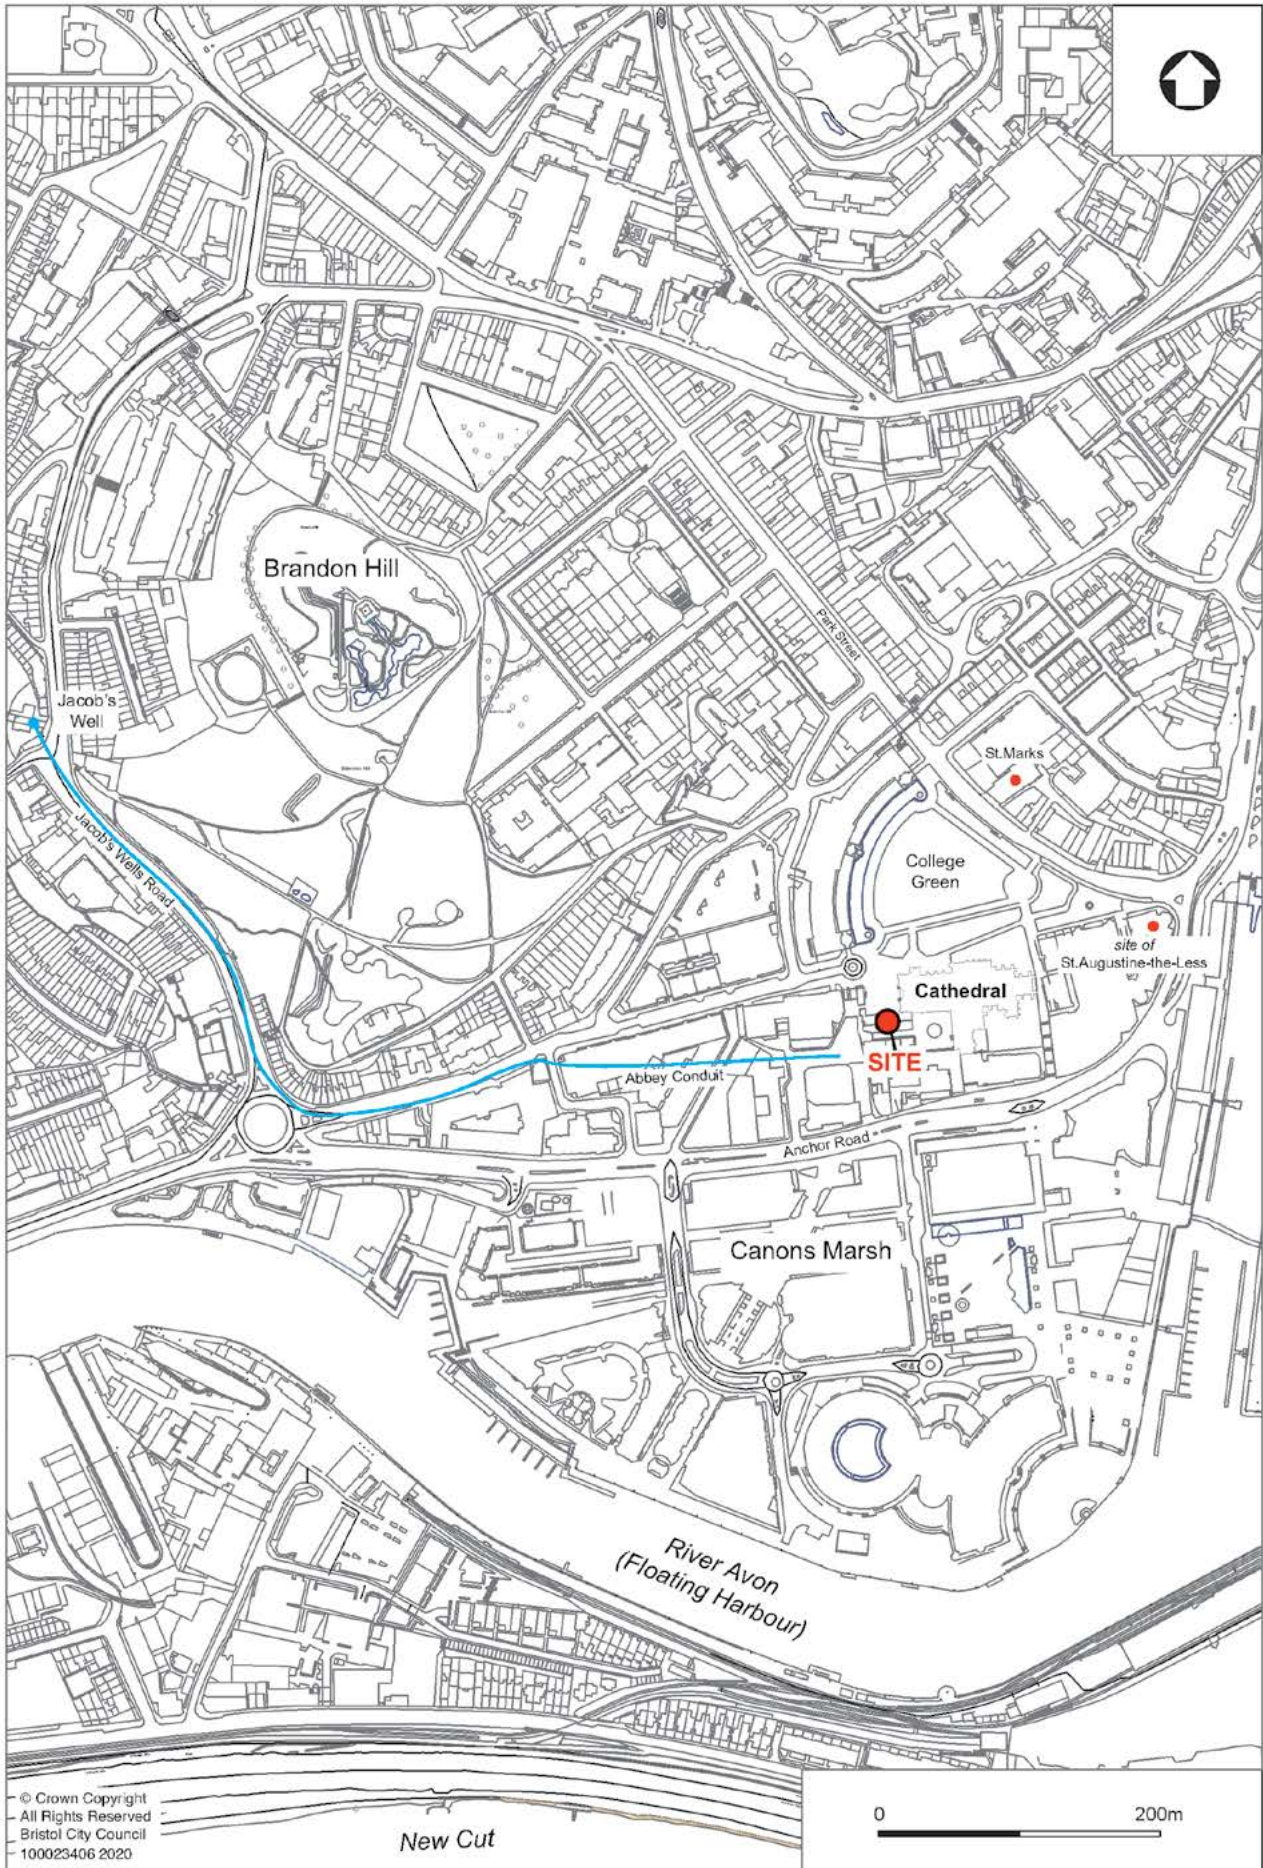 Brandon Hill
Park Street
Jacob's
Well
St.Marks
Jacob's Wells Road
College
Green
site of
St.Augustine-the-Less
Cathedral
SITE
Abbey Conduit
Anchor Road
Canons Marsh
River Avon
(Floating Harbour)
© Crown Copyright
All Rights Reserved
Bristol City Council
100023406 2020
New Cut
0
200m